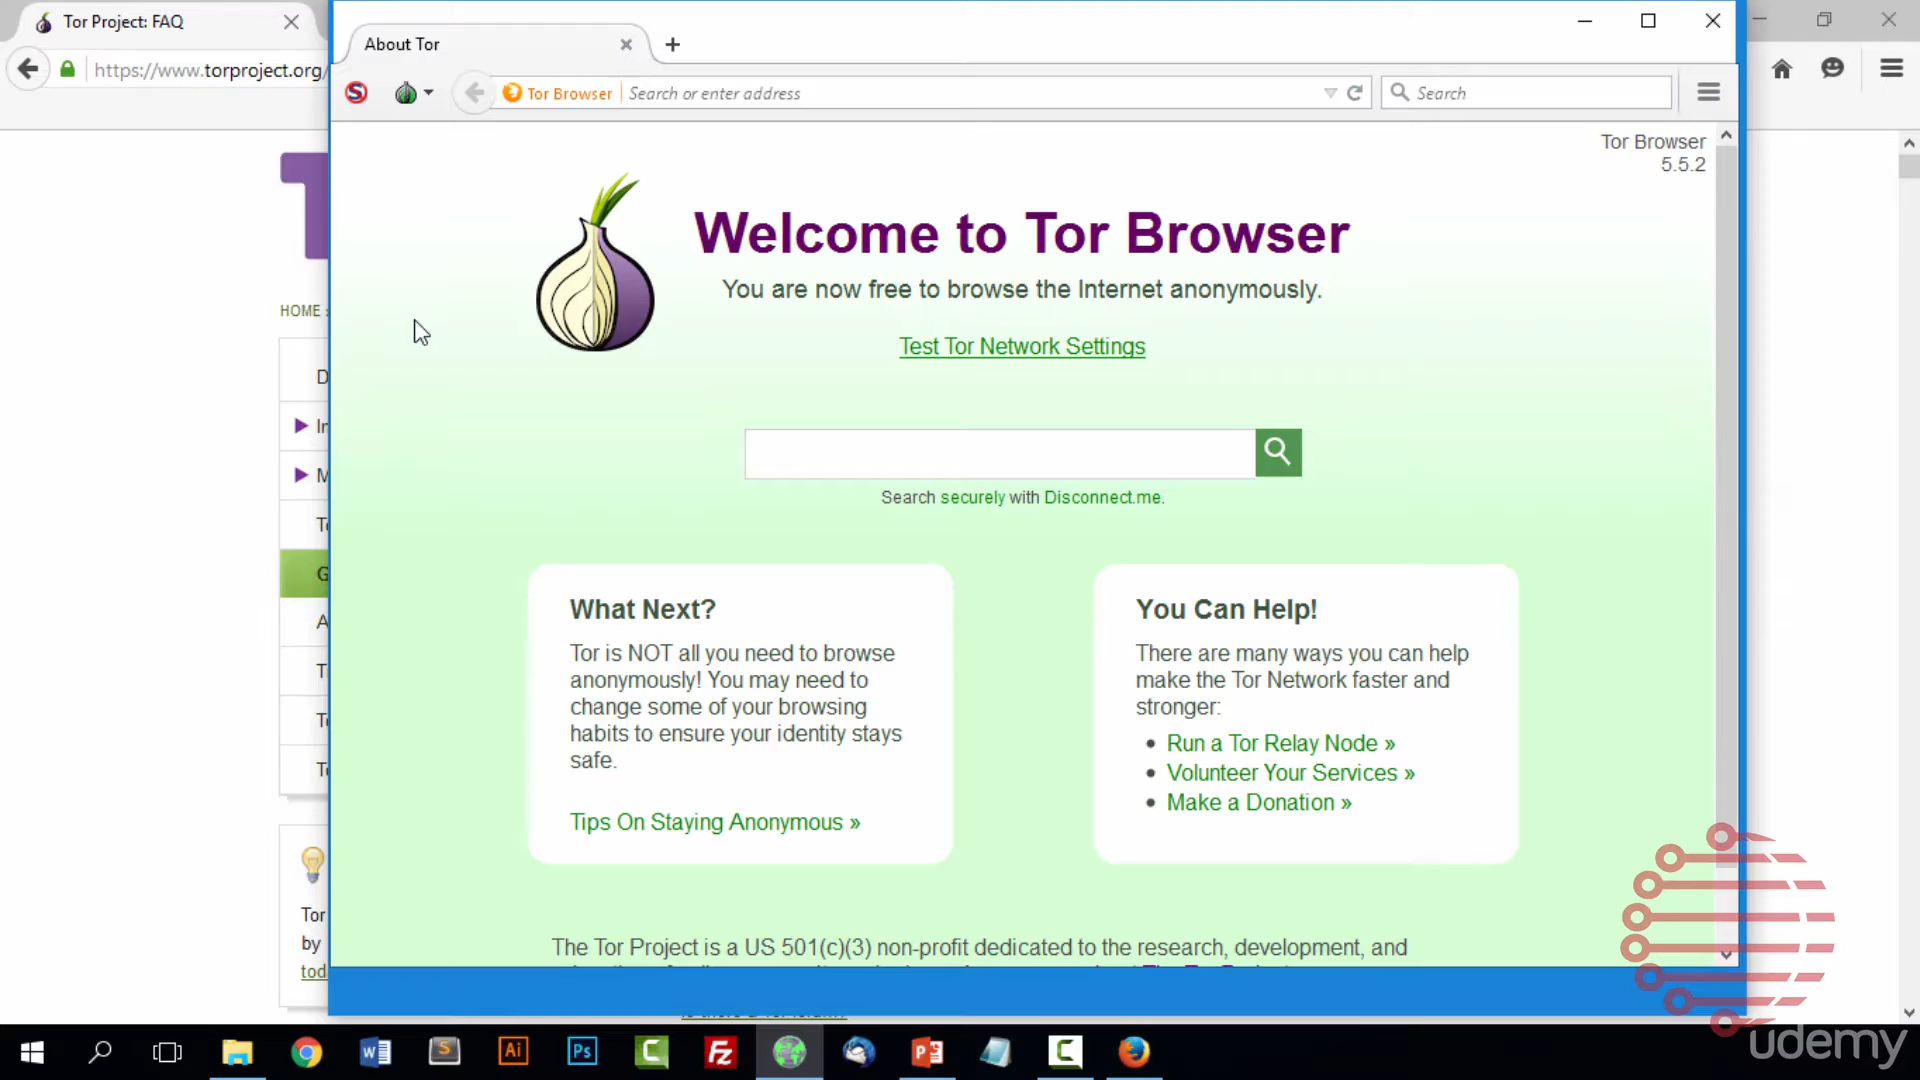 Tor Project: FAQ
https://www.torproject.org/
About Tor
Tor Browser
Search or enter address
Search
Tor Browser
5.5.2
Welcome to Tor Browser
You are now free to browse the Internet anonymously.
Test Tor Network Settings
Search securely with Disconnect.me.
HOME
What Next?
Tor is NOT all you need to browse
anonymously! You may need to
change some of your browsing
habits to ensure your identity stays
safe.
Tips On Staying Anonymous »
You Can Help!
There are many ways you can help
make the Tor Network faster and
stronger:
Run a Tor Relay Node »
Volunteer Your Services »
Make a Donation »
Tor
by
The Tor Project is a US 501(c)(3) non-profit dedicated to the research, development, and
Ai
Ps
Fz
udemy